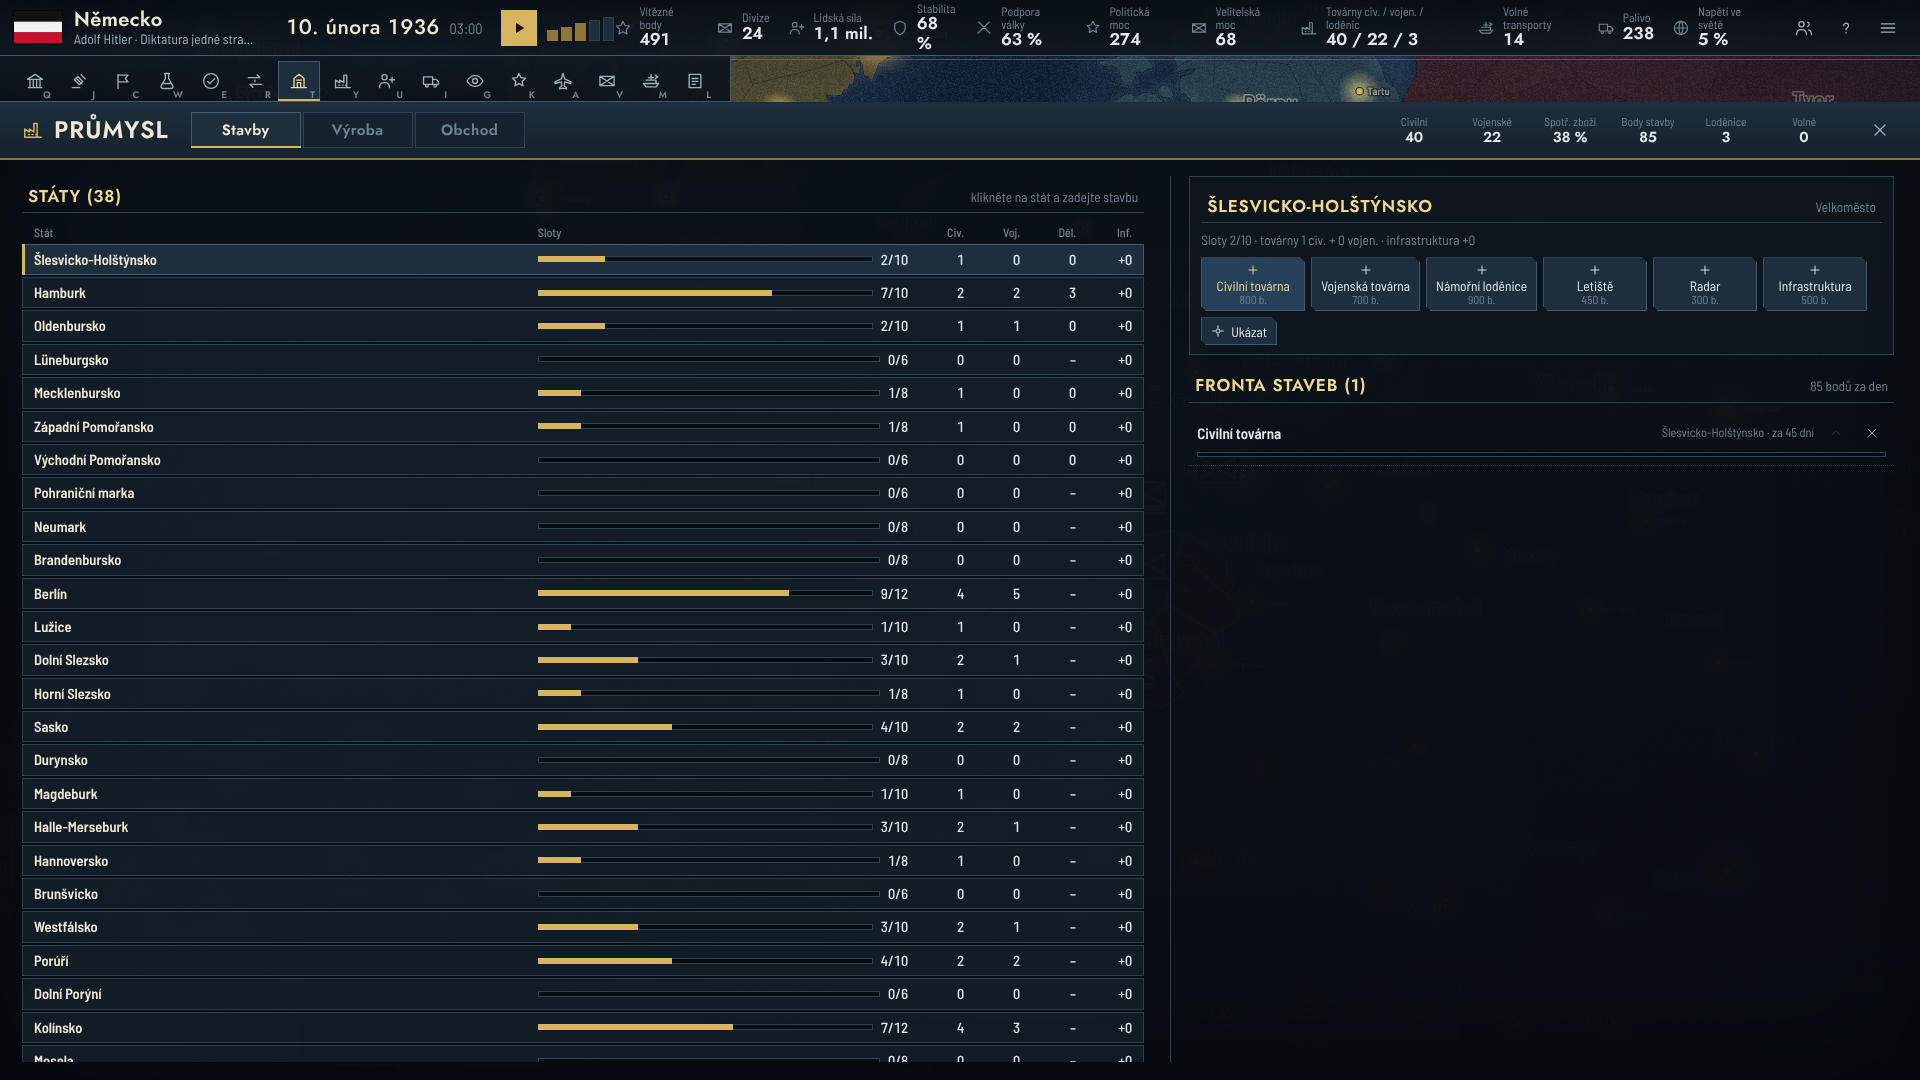 Německo
Adolf Hitler · Diktatura jedné stra...
10. února 1936 03:00
Vítězné body 491
Divize 24
Lidská síla 1,1 mil.
Stabilita 68 %
Podpora války 63 %
Politická moc 274
Velitelská moc 68
Továrny civ. / vojen. / loděnic 40 / 22 / 3
Volné transporty 14
Palivo 238
Napětí ve světě 5 %
?
Q J C W E R T Y U I G K A V M L
Tartu
PRŮMYSL
Stavby Výroba Obchod
Civilní 40
Vojenské 22
Spotř. zboží 38 %
Body stavby 85
Loděnice 3
Volné 0
STÁTY (38)
klikněte na stát a zadejte stavbu
Stát Sloty Civ. Voj. Děl. Inf.
Šlesvicko-Holštýnsko 2/10 1 0 0 +0
Hamburk 7/10 2 2 3 +0
Oldenbursko 2/10 1 1 0 +0
Lüneburgsko 0/6 0 0 – +0
Mecklenbursko 1/8 1 0 0 +0
Západní Pomořansko 1/8 1 0 0 +0
Východní Pomořansko 0/6 0 0 0 +0
Pohraniční marka 0/6 0 0 – +0
Neumark 0/8 0 0 – +0
Brandenbursko 0/8 0 0 – +0
Berlín 9/12 4 5 – +0
Lužice 1/10 1 0 – +0
Dolní Slezsko 3/10 2 1 – +0
Horní Slezsko 1/8 1 0 – +0
Sasko 4/10 2 2 – +0
Durynsko 0/8 0 0 – +0
Magdeburk 1/10 1 0 – +0
Halle-Merseburk 3/10 2 1 – +0
Hannoversko 1/8 1 0 – +0
Brunšvicko 0/6 0 0 – +0
Westfálsko 3/10 2 1 – +0
Porúří 4/10 2 2 – +0
Dolní Porýní 0/6 0 0 – +0
Kolínsko 7/12 4 3 – +0
Mosela 0/8 0 0 – +0
ŠLESVICKO-HOLŠTÝNSKO
Velkoměsto
Sloty 2/10 · továrny 1 civ. + 0 vojen. · infrastruktura +0
+ Civilní továrna 800 b.
+ Vojenská továrna 700 b.
+ Námořní loděnice 900 b.
+ Letiště 450 b.
+ Radar 300 b.
+ Infrastruktura 500 b.
Ukázat
FRONTA STAVEB (1)
85 bodů za den
Civilní továrna
Šlesvicko-Holštýnsko · za 45 dní